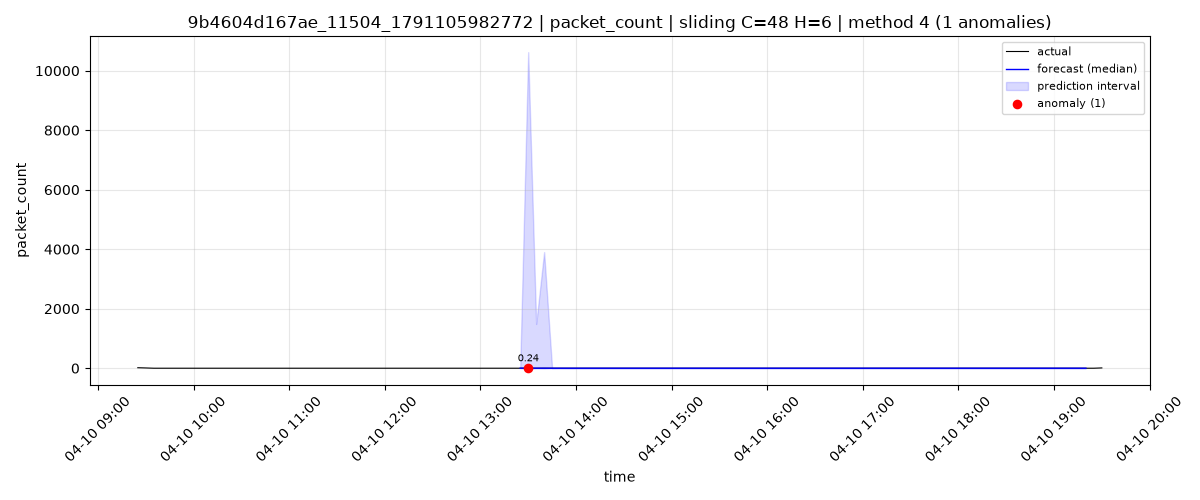 9b4604d167ae_11504_1791105982772 | packet_count | sliding C=48 H=6 | method 4 (1 anomalies)
actual
forecast (median)
prediction interval
anomaly (1)
packet_count
10000
8000
6000
4000
2000
0
0.24
04-10 09:00
04-10 10:00
04-10 11:00
04-10 12:00
04-10 13:00
04-10 14:00
04-10 15:00
04-10 16:00
04-10 17:00
04-10 18:00
04-10 19:00
04-10 20:00
time